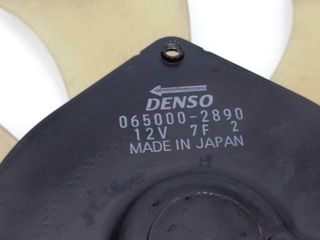 DENSO
065000-2890
12V 7F 2
MADE IN JAPAN